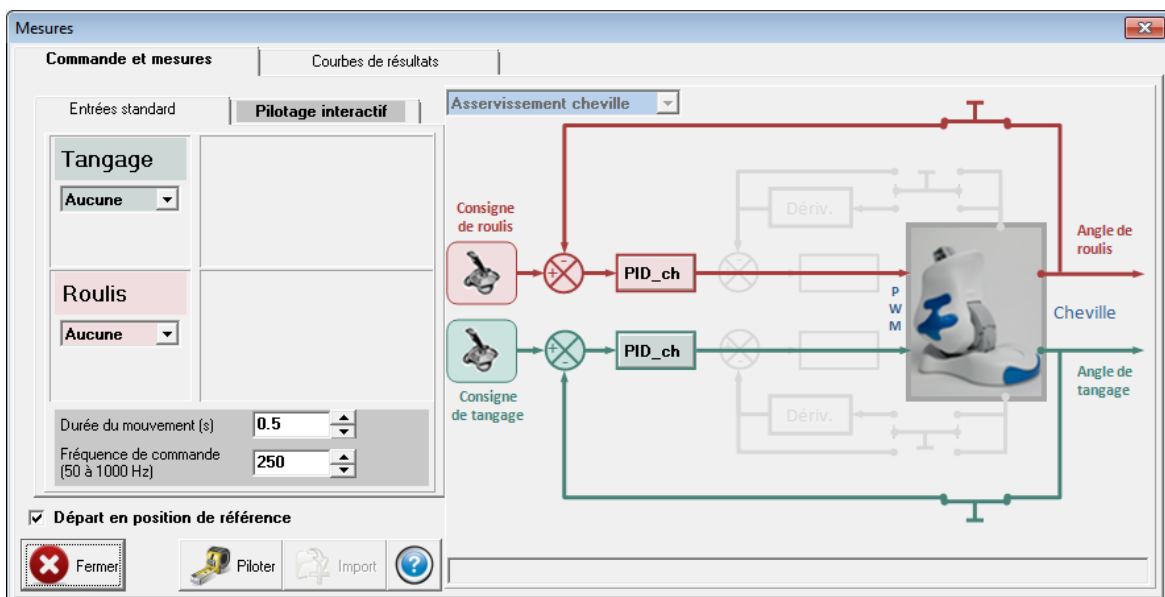 Mesures
Commande et mesures
Courbes de résultats
Entrées standard
Pilotage interactif
Tangage
Aucune
Roulis
Aucune
Durée du mouvement (s)
0.5
Fréquence de commande
(50 à 1000 Hz)
250
Départ en position de référence
Fermer
Piloter
Import
?
Asservissement cheville
Consigne
de roulis
+
-
PID_ch
Dériv.
P
W
M
Angle de
roulis
Cheville
+
-
PID_ch
Dériv.
Consigne
de tangage
Angle de
tangage